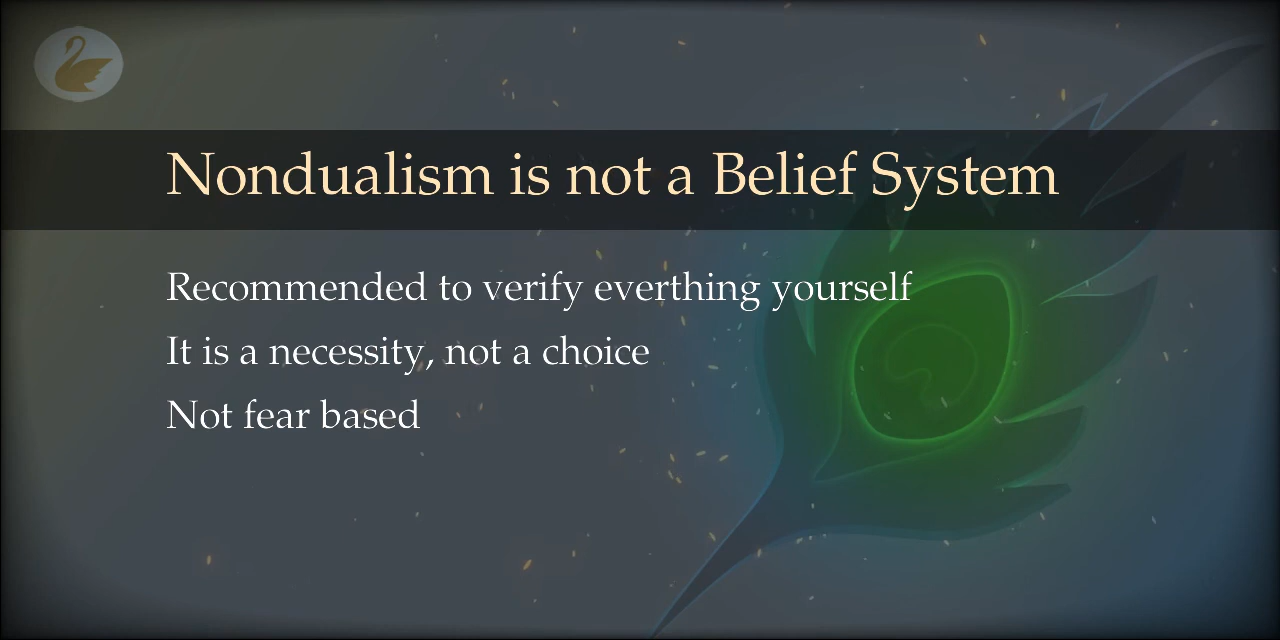 Nondualism is not a Belief System
Recommended to verify everthing yourself
It is a necessity, not a choice
Not fear based